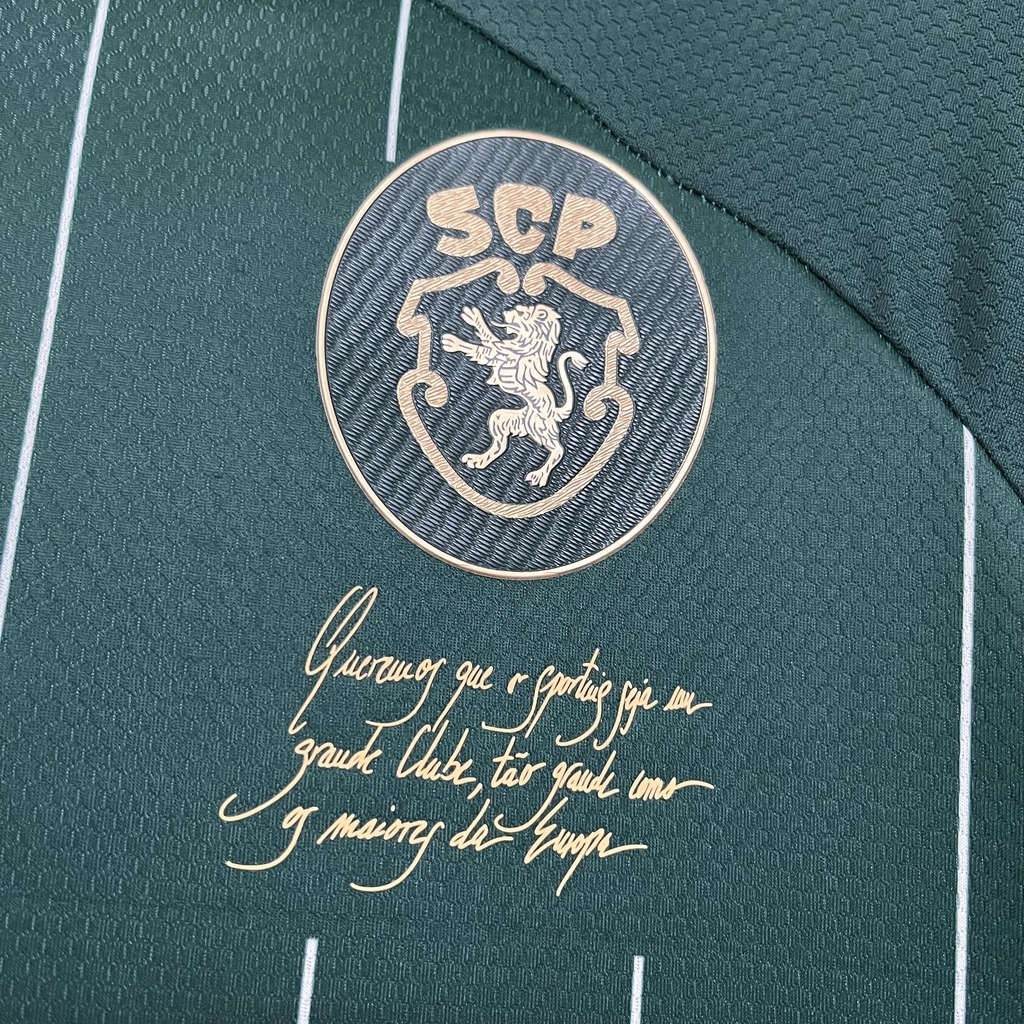 SCP
Queremos que o Sporting seja um
grande Clube, tão grande como
os maiores da Europa